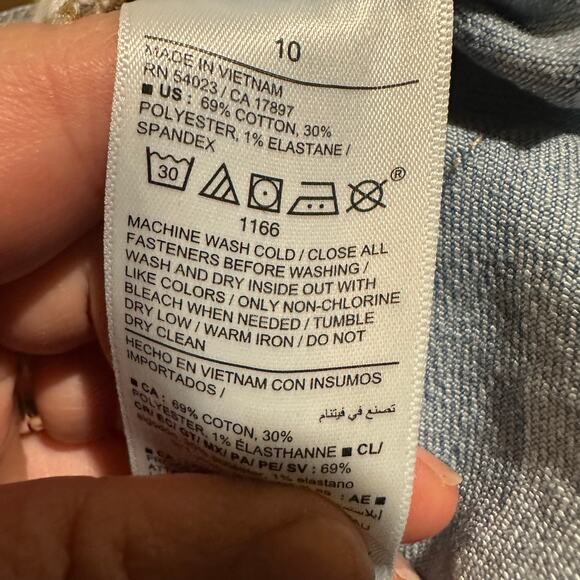 10
MADE IN VIETNAM
RN 54023 / CA 17897
■ US : 69% COTTON, 30%
POLYESTER, 1% ELASTANE /
SPANDEX
30
®
1166
MACHINE WASH COLD / CLOSE ALL
FASTENERS BEFORE WASHING /
WASH AND DRY INSIDE OUT WITH
LIKE COLORS / ONLY NON-CHLORINE
BLEACH WHEN NEEDED / TUMBLE
DRY LOW / WARM IRON / DO NOT
DRY CLEAN
HECHO EN VIETNAM CON INSUMOS
IMPORTADOS /
تصنع في فيتنام
■ CA : 69% COTTON, 30%
POLYESTER, 1% ÉLASTHANNE ■ CL/
CR/ EC/ GT/ MX/ PA/ PE/ SV : 69%
1% elastano
: AE ■